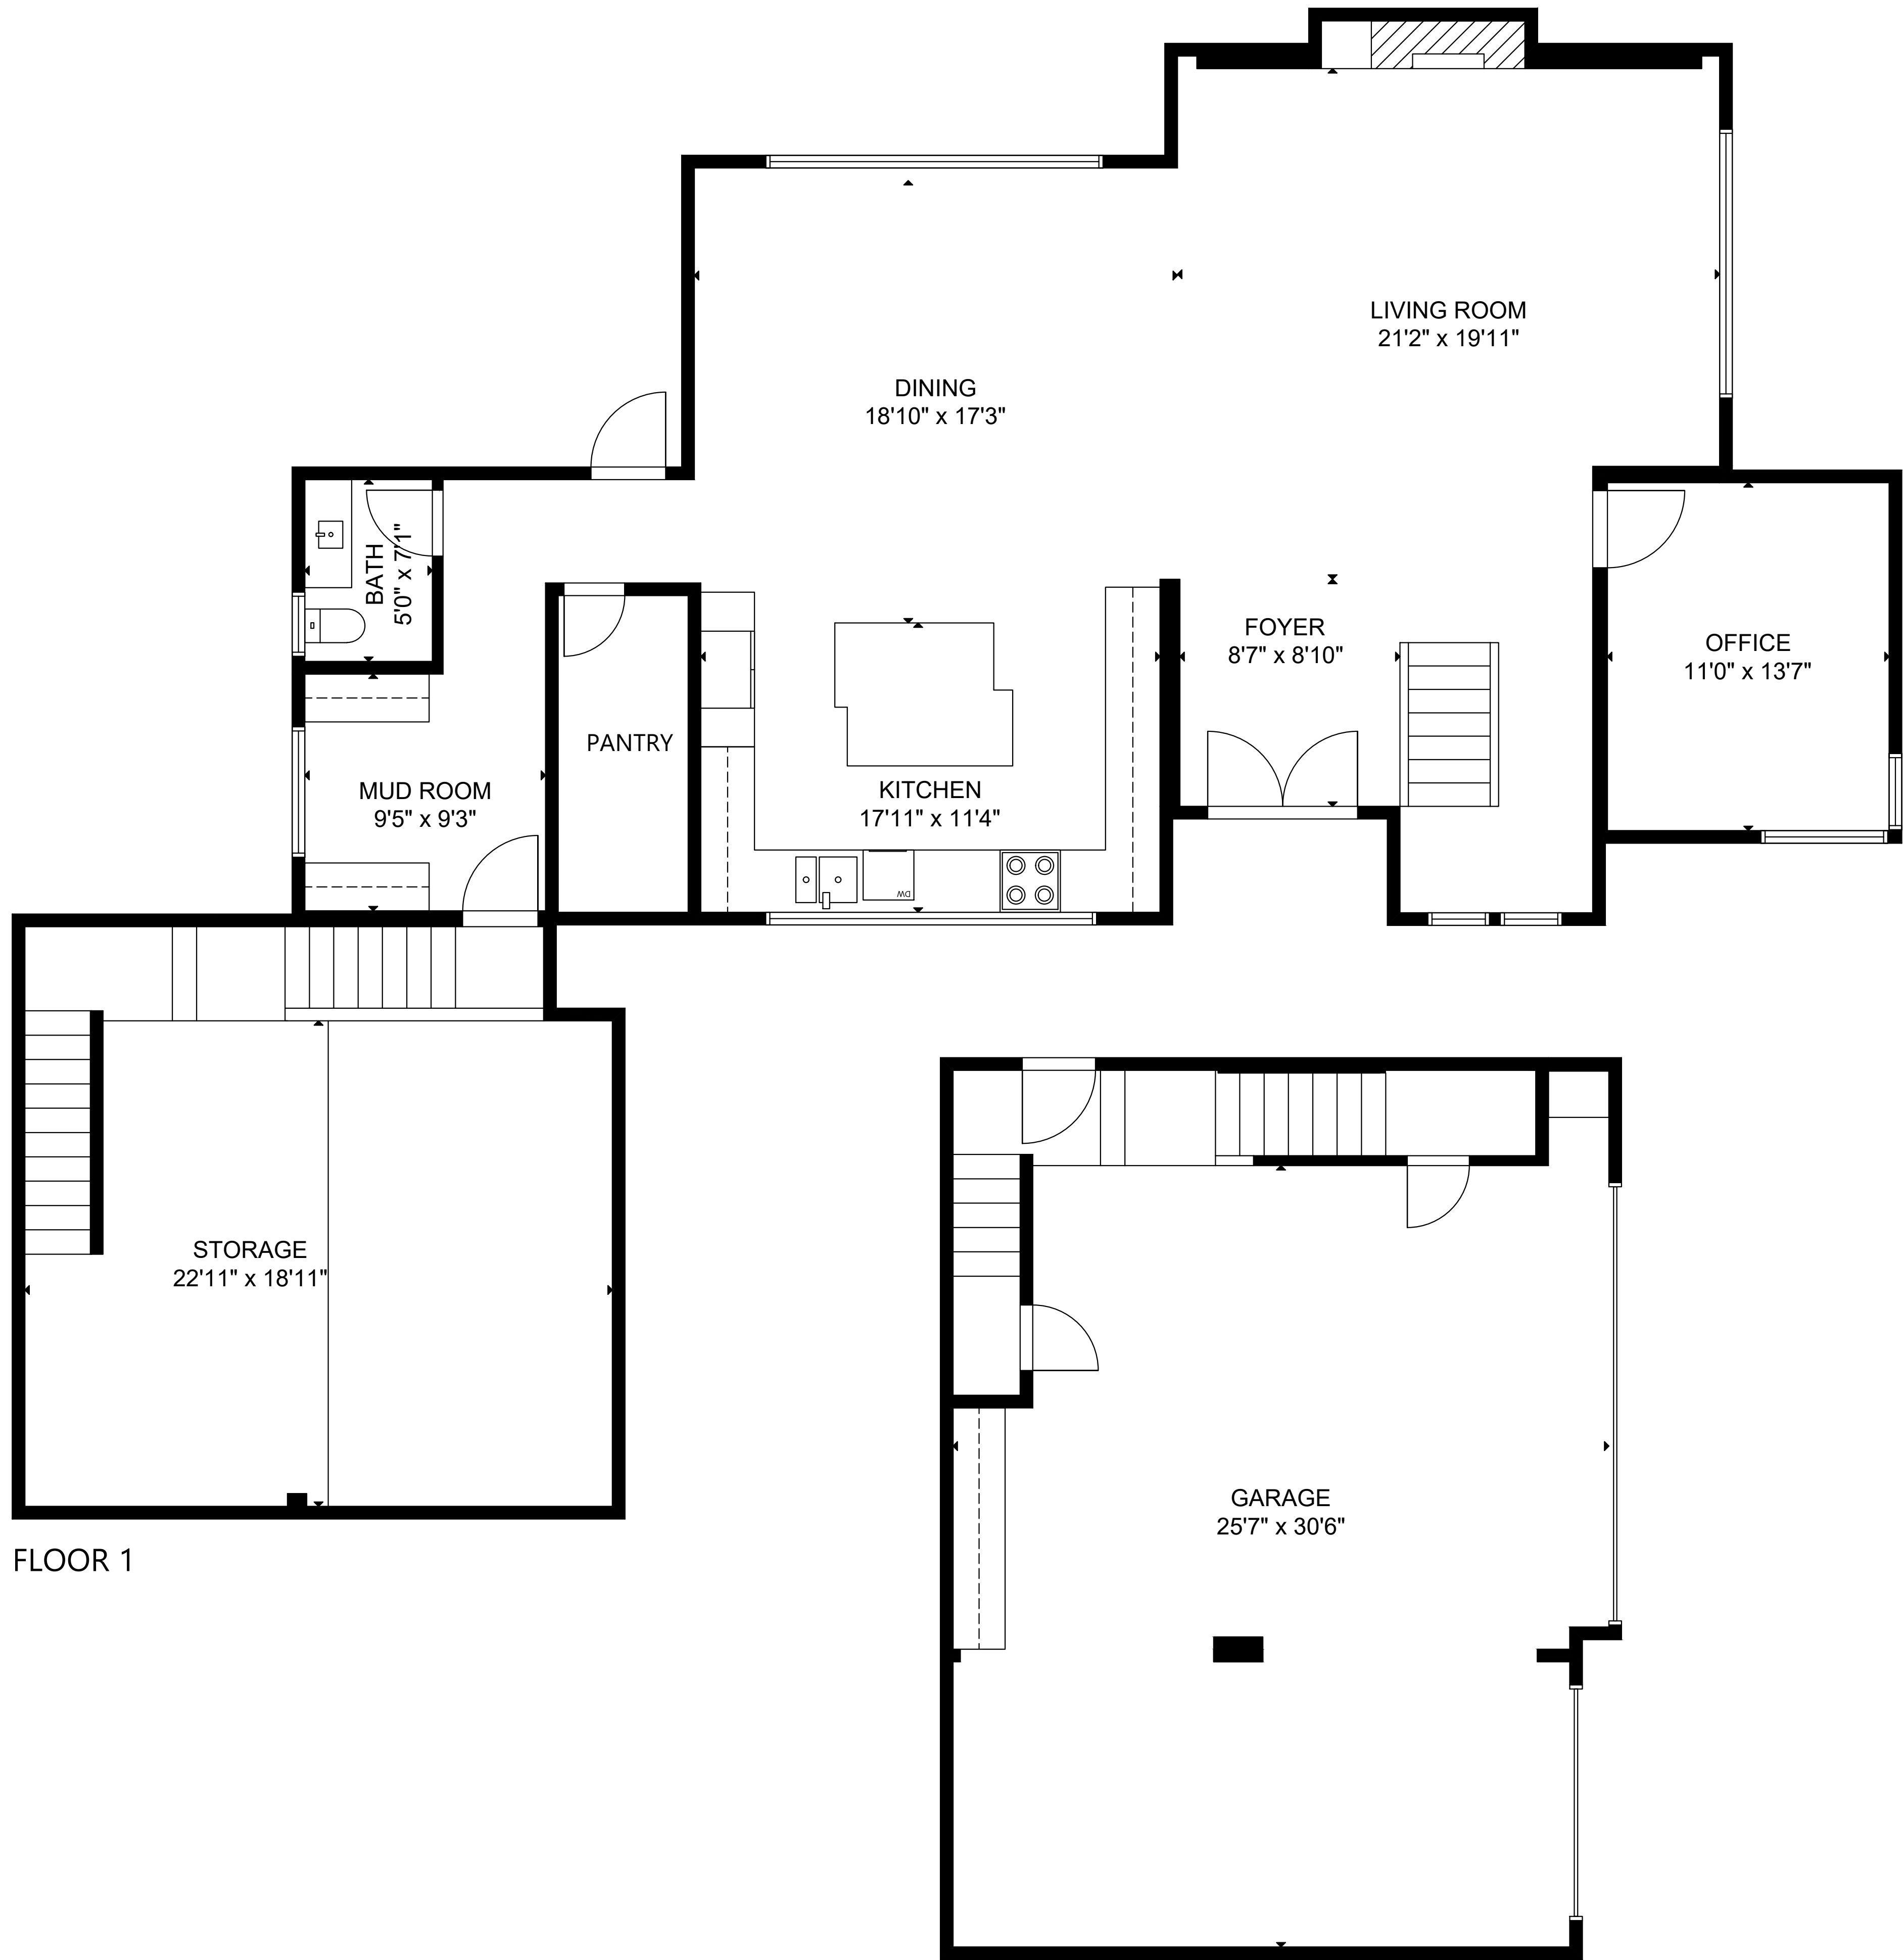 LIVING ROOM
21'2" x 19'11"
DINING
18'10" x 17'3"
BATH
5'0" x 7'1"
FOYER
8'7" x 8'10"
OFFICE
11'0" x 13'7"
PANTRY
MUD ROOM
9'5" x 9'3"
KITCHEN
17'11" x 11'4"
DW
STORAGE
22'11" x 18'11"
GARAGE
25'7" x 30'6"
FLOOR 1